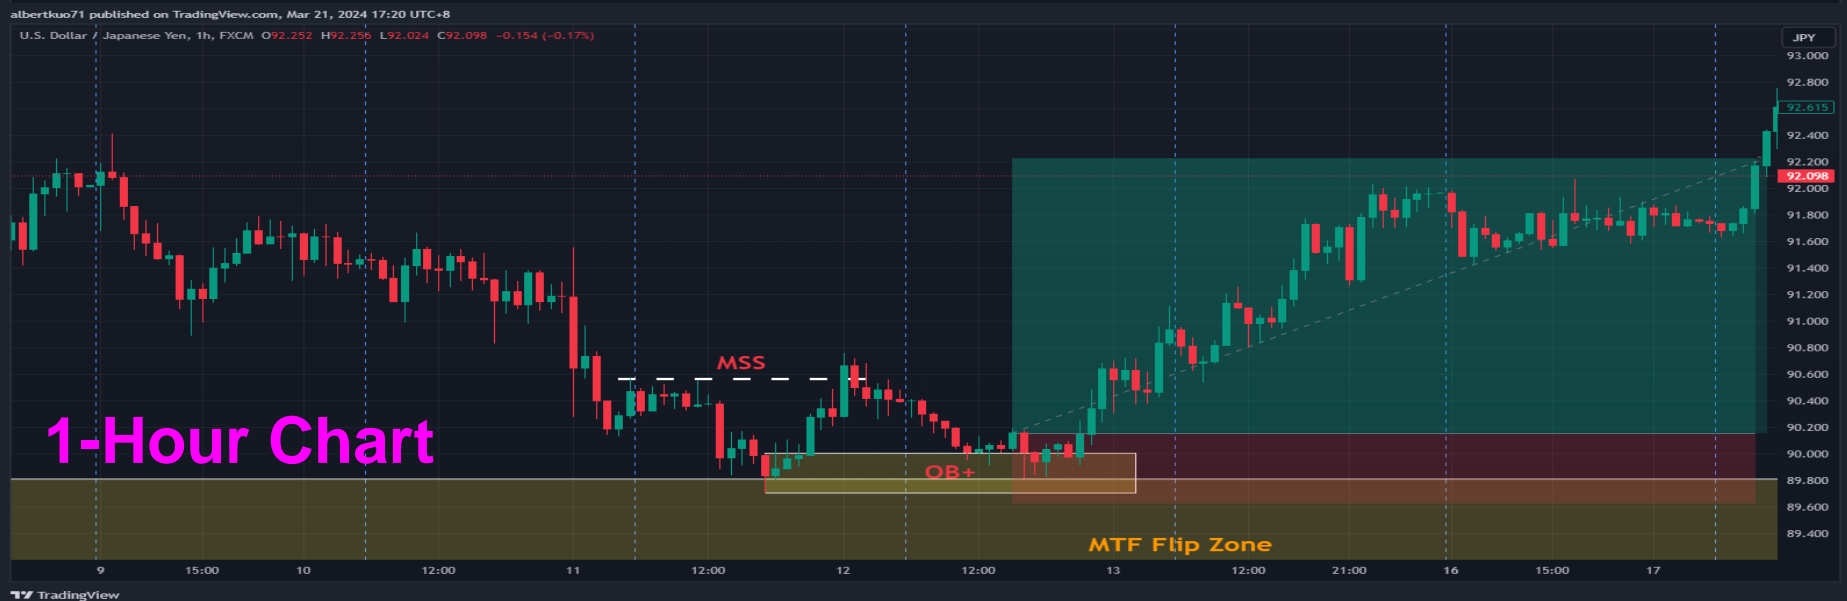 albertkuo71 published on TradingView.com, Mar 21, 2024 17:20 UTC+8
U.S. Dollar / Japanese Yen, 1h, FXCM O92.252 H92.256 L92.024 C92.098 −0.154 (−0.17%)
JPY
93.000
92.800
92.615
92.400
92.200
92.098
92.000
91.800
91.600
91.400
91.200
91.000
90.800
90.600
90.400
90.200
90.000
89.800
89.600
89.400
MSS
1-Hour Chart
OB+
MTF Flip Zone
9 15:00 10 12:00 11 12:00 12 12:00 13 12:00 21:00 16 15:00 17
TradingView